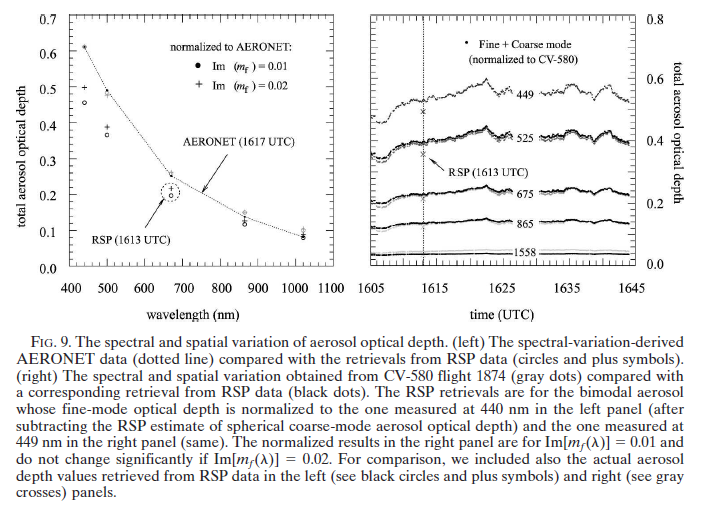 0.7
0.6
0.5
0.4
0.3
0.2
0.1
0.0
total aerosol optical depth
normalized to AERONET:
• Im (mf) = 0.01
+ Im (mf) = 0.02
AERONET (1617 UTC)
RSP (1613 UTC)
400 500 600 700 800 900 1000 1100
wavelength (nm)
• Fine + Coarse mode
(normalized to CV-580)
449
525
RSP (1613 UTC)
675
865
1558
0.8
0.6
0.4
0.2
0.0
total aerosol optical depth
1605 1615 1625 1635 1645
time (UTC)
FIG. 9. The spectral and spatial variation of aerosol optical depth. (left) The spectral-variation-derived
AERONET data (dotted line) compared with the retrievals from RSP data (circles and plus symbols).
(right) The spectral and spatial variation obtained from CV-580 flight 1874 (gray dots) compared with
a corresponding retrieval from RSP data (black dots). The RSP retrievals are for the bimodal aerosol
whose fine-mode optical depth is normalized to the one measured at 440 nm in the left panel (after
subtracting the RSP estimate of spherical coarse-mode aerosol optical depth) and the one measured at
449 nm in the right panel (same). The normalized results in the right panel are for Im[mf(λ)] = 0.01 and
do not change significantly if Im[mf(λ)] = 0.02. For comparison, we included also the actual aerosol
depth values retrieved from RSP data in the left (see black circles and plus symbols) and right (see gray
crosses) panels.